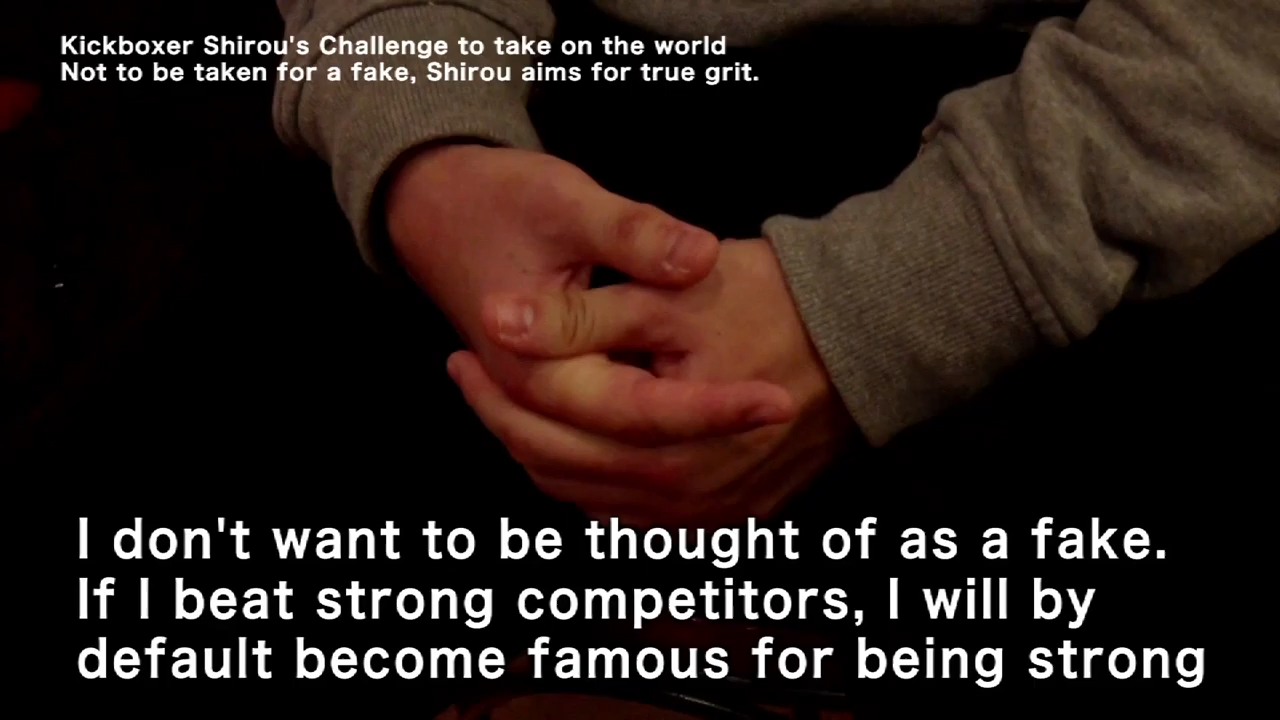 Kickboxer Shirou's Challenge to take on the world
Not to be taken for a fake, Shirou aims for true grit.
I don't want to be thought of as a fake.
If I beat strong competitors, I will by
default become famous for being strong